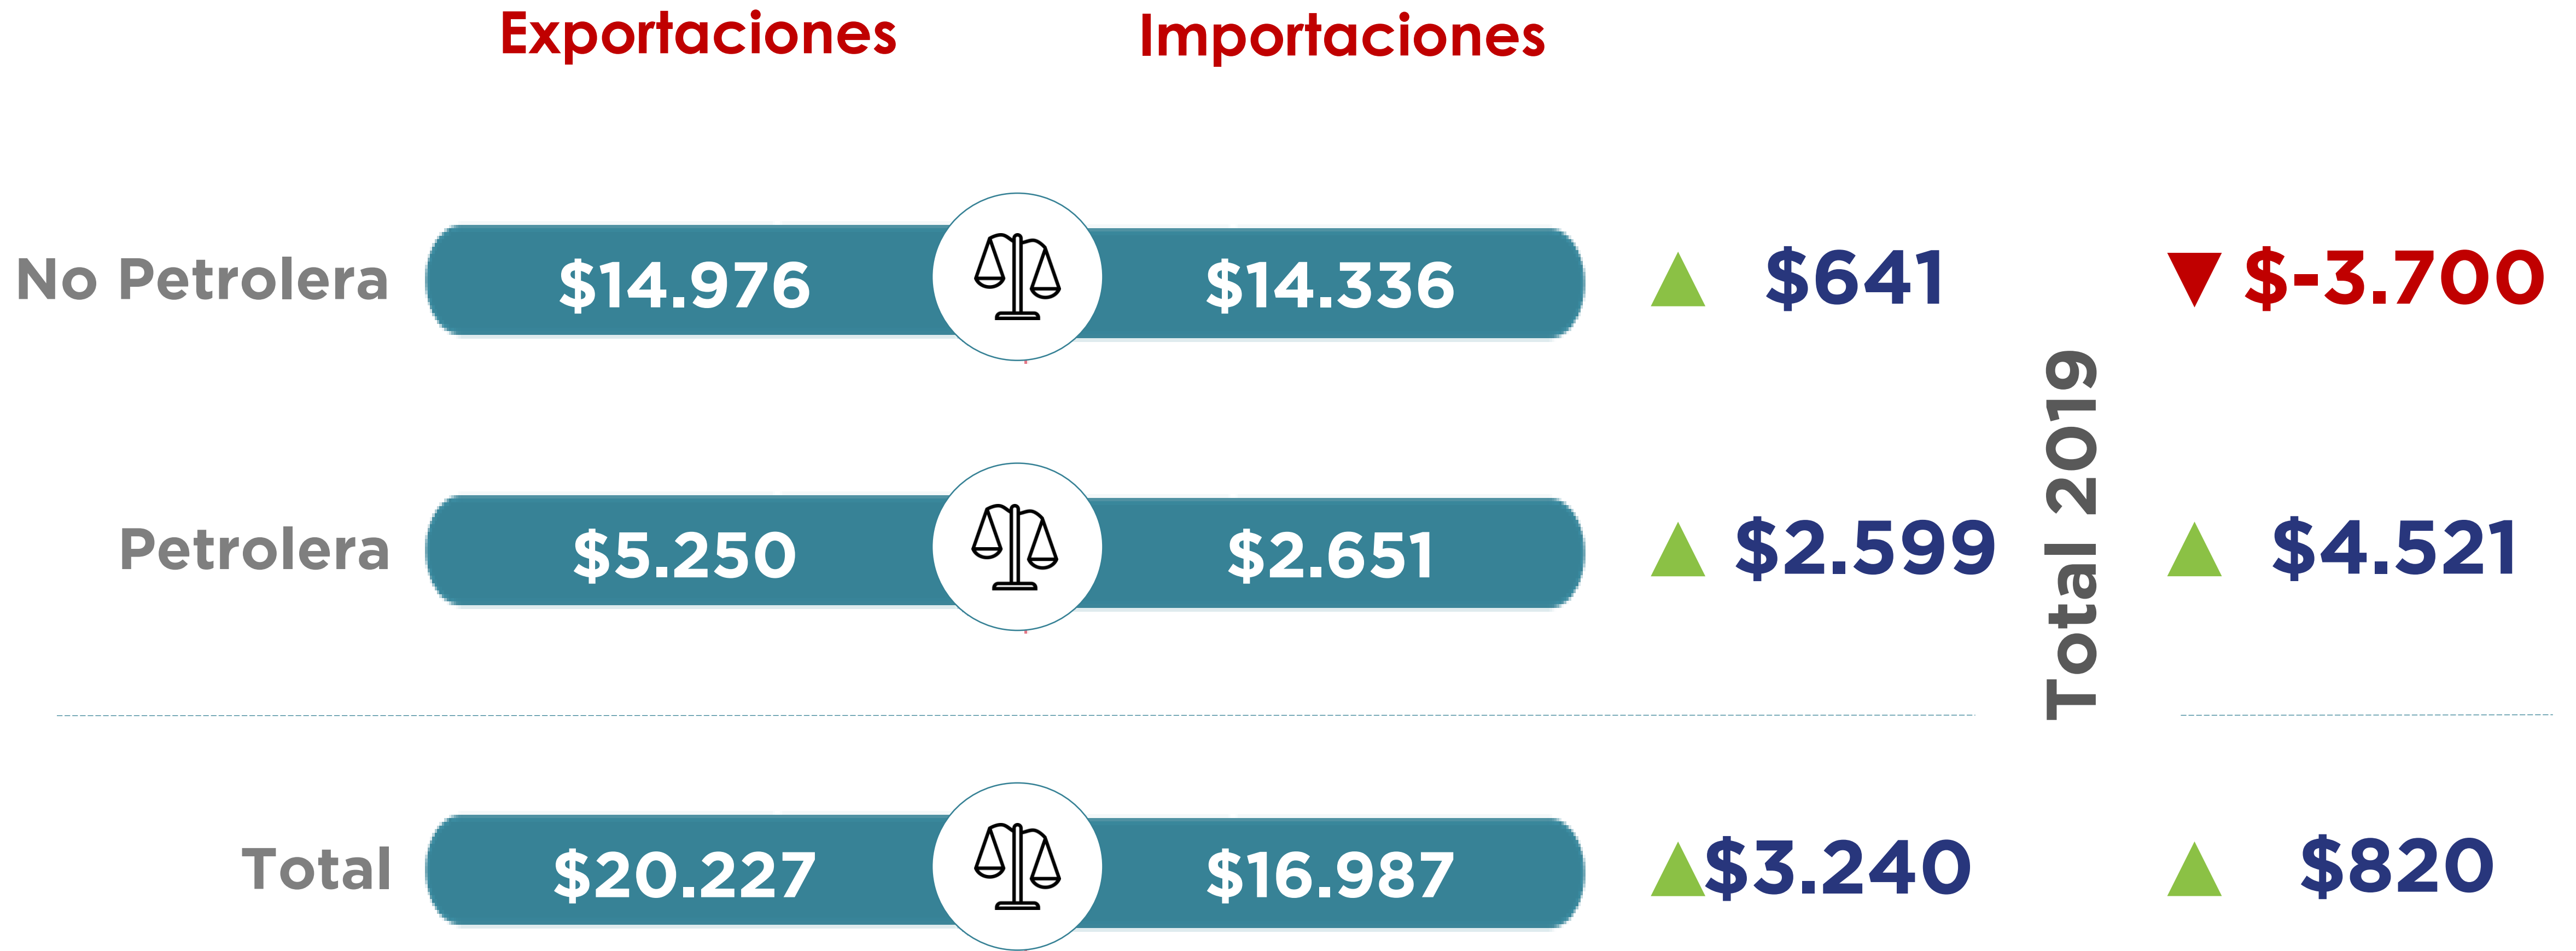 Exportaciones
Importaciones
No Petrolera
$14.976
$14.336
$641
$-3.700
Total 2019
Petrolera
$5.250
$2.651
$2.599
$4.521
Total
$20.227
$16.987
$3.240
$820